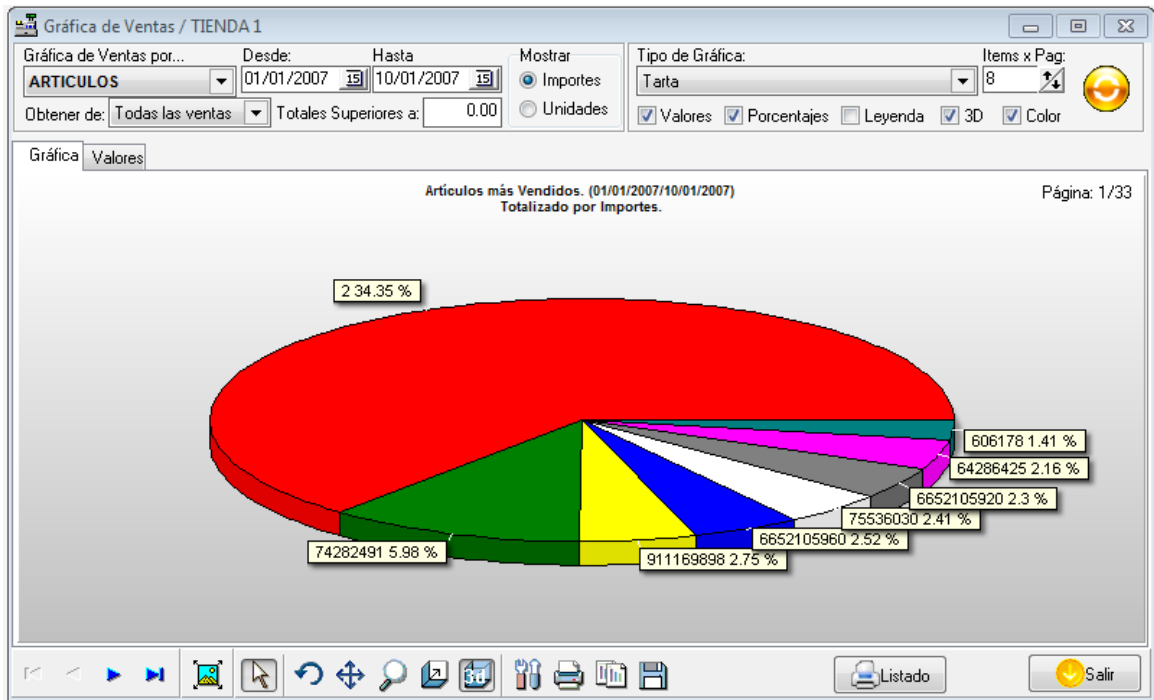 Gráfica de Ventas / TIENDA 1
Gráfica de Ventas por... Desde: Hasta Mostrar Tipo de Gráfica: Items x Pag:
ARTICULOS 01/01/2007 15 10/01/2007 15 Importes Tarta 8
Obtener de: Todas las ventas Totales Superiores a: 0.00 Unidades Valores Porcentajes Leyenda 3D Color
Gráfica Valores
Artículos más Vendidos. (01/01/2007/10/01/2007) Página: 1/33
Totalizado por Importes.
2 34.35 %
606178 1.41 %
64286425 2.16 %
6652105920 2.3 %
75536030 2.41 %
6652105960 2.52 %
74282491 5.98 % 911169898 2.75 %
3d Listado Salir